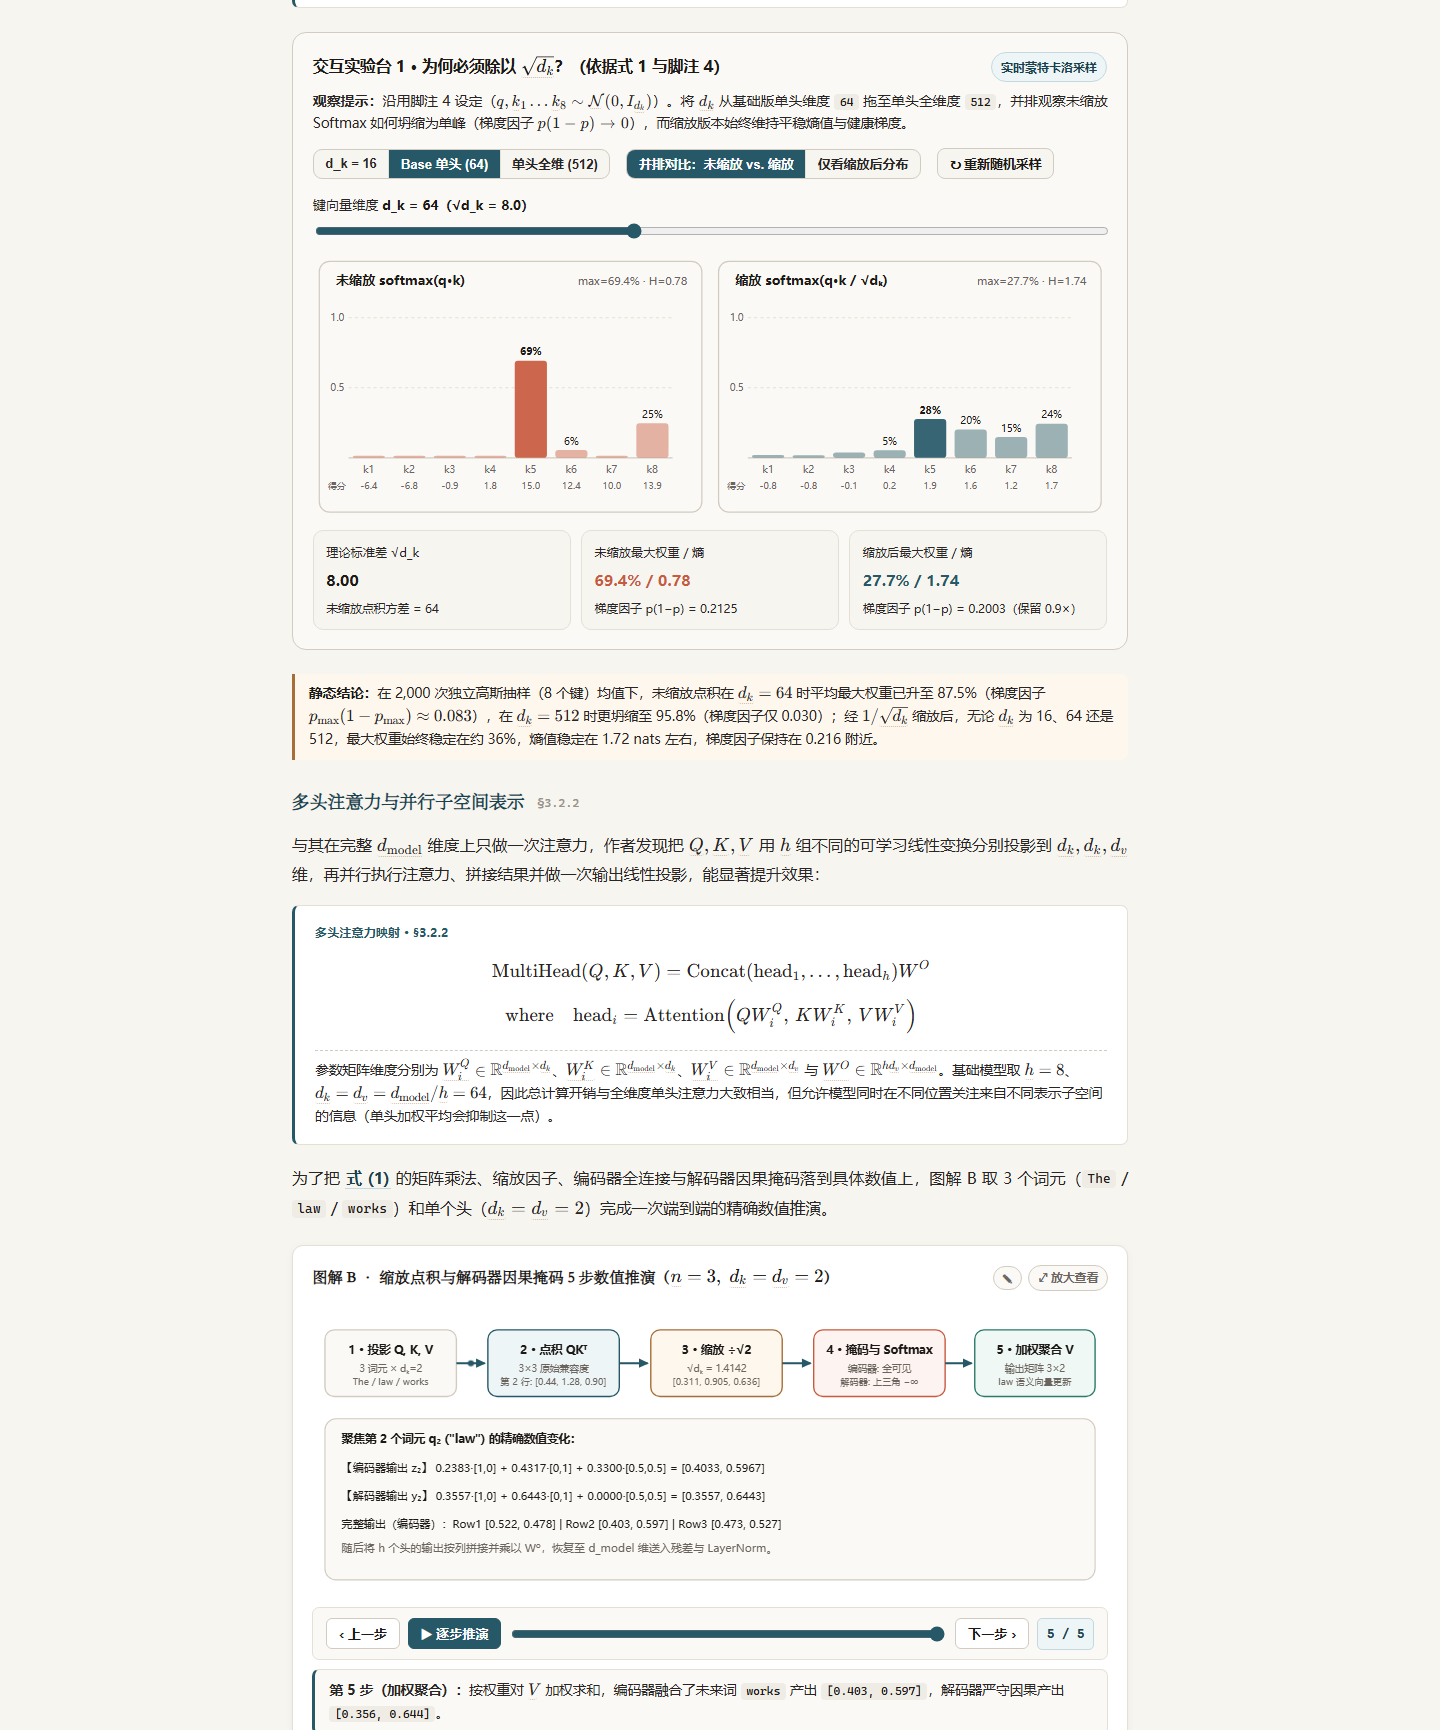 交互实验台 1 • 为何必须除以 √d_k? （依据式 1 与脚注 4）
实时蒙特卡洛采样
观察提示：沿用脚注 4 设定（q, k₁ … k₈ ∼ 𝒩(0, I_{d_k})）。将 d_k 从基础版单头维度 64 拖至单头全维度 512，并排观察未缩放
Softmax 如何坍缩为单峰（梯度因子 p(1 − p) → 0），而缩放版本始终维持平稳熵值与健康梯度。
d_k = 16 Base 单头 (64) 单头全维 (512) 并排对比：未缩放 vs. 缩放 仅看缩放后分布 ↻ 重新随机采样
键向量维度 d_k = 64（√d_k = 8.0）
未缩放 softmax(q•k) max=69.4% · H=0.78
1.0
0.5
69%
6%
25%
k1 k2 k3 k4 k5 k6 k7 k8
得分 -6.4 -6.8 -0.9 1.8 15.0 12.4 10.0 13.9
缩放 softmax(q•k / √dₖ) max=27.7% · H=1.74
1.0
0.5
5%
28%
20%
15%
24%
k1 k2 k3 k4 k5 k6 k7 k8
得分 -0.8 -0.8 -0.1 0.2 1.9 1.6 1.2 1.7
理论标准差 √d_k
8.00
未缩放点积方差 = 64
未缩放最大权重 / 熵
69.4% / 0.78
梯度因子 p(1−p) = 0.2125
缩放后最大权重 / 熵
27.7% / 1.74
梯度因子 p(1−p) = 0.2003（保留 0.9×）
静态结论：在 2,000 次独立高斯抽样（8 个键）均值下，未缩放点积在 d_k = 64 时平均最大权重已升至 87.5%（梯度因子
p_max(1 − p_max) ≈ 0.083），在 d_k = 512 时更坍缩至 95.8%（梯度因子仅 0.030）；经 1/√d_k 缩放后，无论 d_k 为 16、64 还是
512，最大权重始终稳定在约 36%，熵值稳定在 1.72 nats 左右，梯度因子保持在 0.216 附近。
多头注意力与并行子空间表示 §3.2.2
与其在完整 d_model 维度上只做一次注意力，作者发现把 Q, K, V 用 h 组不同的可学习线性变换分别投影到 d_k, d_k, d_v
维，再并行执行注意力、拼接结果并做一次输出线性投影，能显著提升效果：
多头注意力映射 • §3.2.2
MultiHead(Q, K, V) = Concat(head₁, … , head_h)W^O
where head_i = Attention(QW_i^Q, KW_i^K, VW_i^V)
参数矩阵维度分别为 W_i^Q ∈ ℝ^{d_model×d_k}、W_i^K ∈ ℝ^{d_model×d_k}、W_i^V ∈ ℝ^{d_model×d_v} 与 W^O ∈ ℝ^{hd_v×d_model}。基础模型取 h = 8、
d_k = d_v = d_model/h = 64，因此总计算开销与全维度单头注意力大致相当，但允许模型同时在不同位置关注来自不同表示子空间
的信息（单头加权平均会抑制这一点）。
为了把 式 (1) 的矩阵乘法、缩放因子、编码器全连接与解码器因果掩码落到具体数值上，图解 B 取 3 个词元（ The /
law / works ）和单个头（d_k = d_v = 2）完成一次端到端的精确数值推演。
图解 B · 缩放点积与解码器因果掩码 5 步数值推演（n = 3, d_k = d_v = 2）
✎ ⤢ 放大查看
1 • 投影 Q, K, V
3 词元 × dₖ=2
The / law / works
2 • 点积 QKᵀ
3×3 原始兼容度
第 2 行: [0.44, 1.28, 0.90]
3 • 缩放 ÷√2
√dₖ = 1.4142
[0.311, 0.905, 0.636]
4 • 掩码与 Softmax
编码器: 全可见
解码器: 上三角 −∞
5 • 加权聚合 V
输出矩阵 3×2
law 语义向量更新
聚焦第 2 个词元 q₂ ("law") 的精确数值变化：
【编码器输出 z₂】 0.2383·[1,0] + 0.4317·[0,1] + 0.3300·[0.5,0.5] = [0.4033, 0.5967]
【解码器输出 y₂】 0.3557·[1,0] + 0.6443·[0,1] + 0.0000·[0.5,0.5] = [0.3557, 0.6443]
完整输出（编码器）：Row1 [0.522, 0.478] | Row2 [0.403, 0.597] | Row3 [0.473, 0.527]
随后将 h 个头的输出按列拼接并乘以 Wᴼ，恢复至 d_model 维送入残差与 LayerNorm。
‹ 上一步 ▶ 逐步推演 下一步 › 5 / 5
第 5 步（加权聚合）：按权重对 V 加权求和，编码器融合了未来词 works 产出 [0.403, 0.597]，解码器严守因果产出
[0.356, 0.644]。